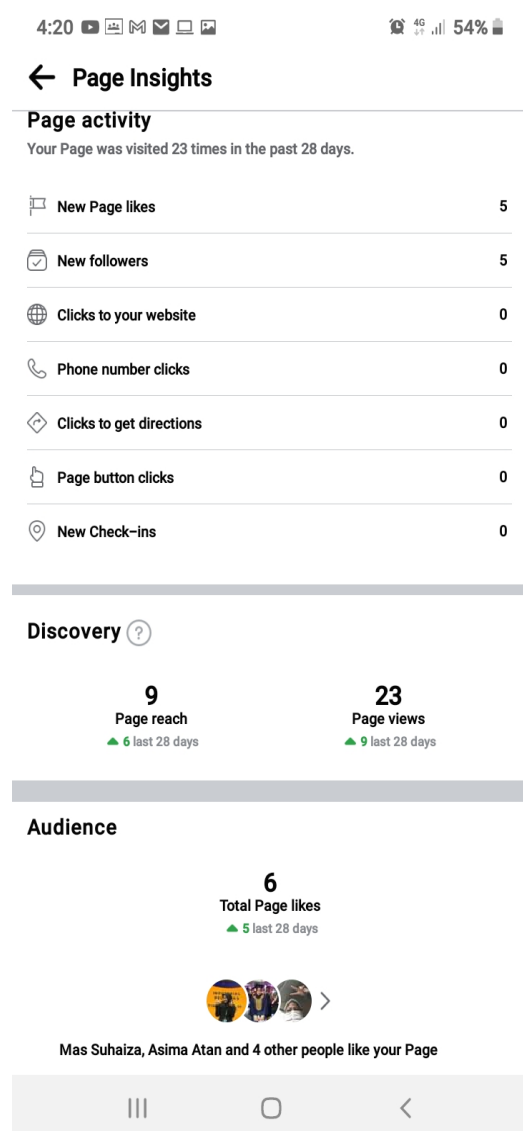 4:20
4G 54%
Page Insights
Page activity
Your Page was visited 23 times in the past 28 days.
New Page likes 5
New followers 5
Clicks to your website 0
Phone number clicks 0
Clicks to get directions 0
Page button clicks 0
New Check-ins 0
Discovery ?
9 23
Page reach Page views
6 last 28 days 9 last 28 days
Audience
6
Total Page likes
5 last 28 days
Mas Suhaiza, Asima Atan and 4 other people like your Page